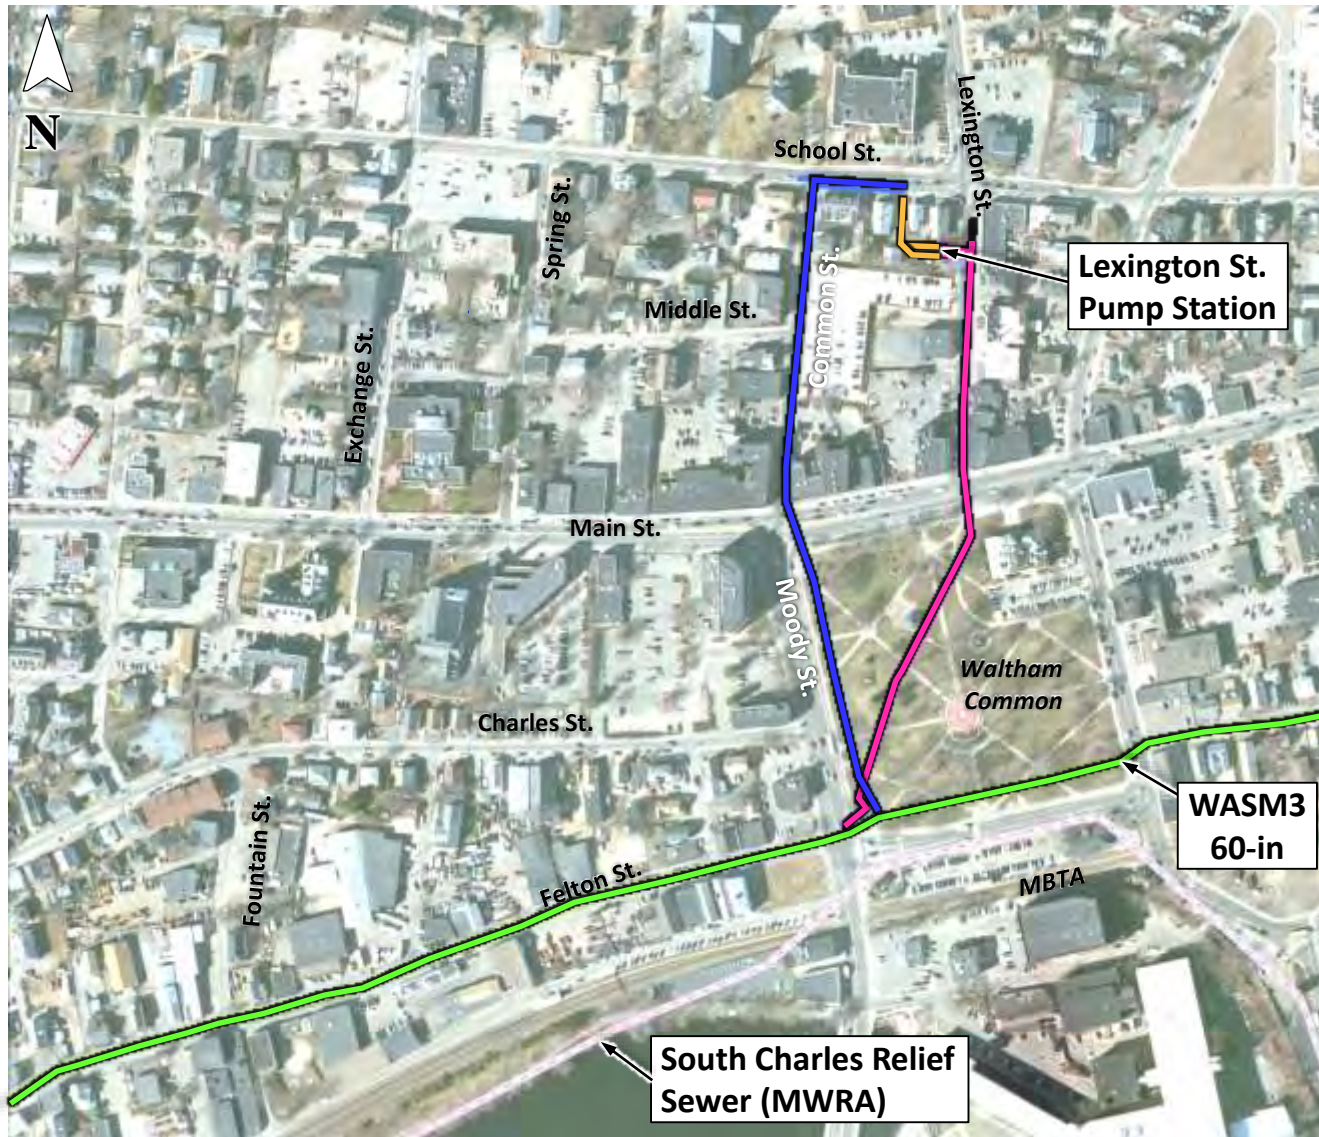 N
School St.
Lexington St.
Spring St.
Common St.
Lexington St.
Pump Station
Middle St.
Exchange St.
Main St.
Moody St.
Waltham
Common
Charles St.
WASM3
60-in
Fountain St.
Felton St.
MBTA
South Charles Relief
Sewer (MWRA)